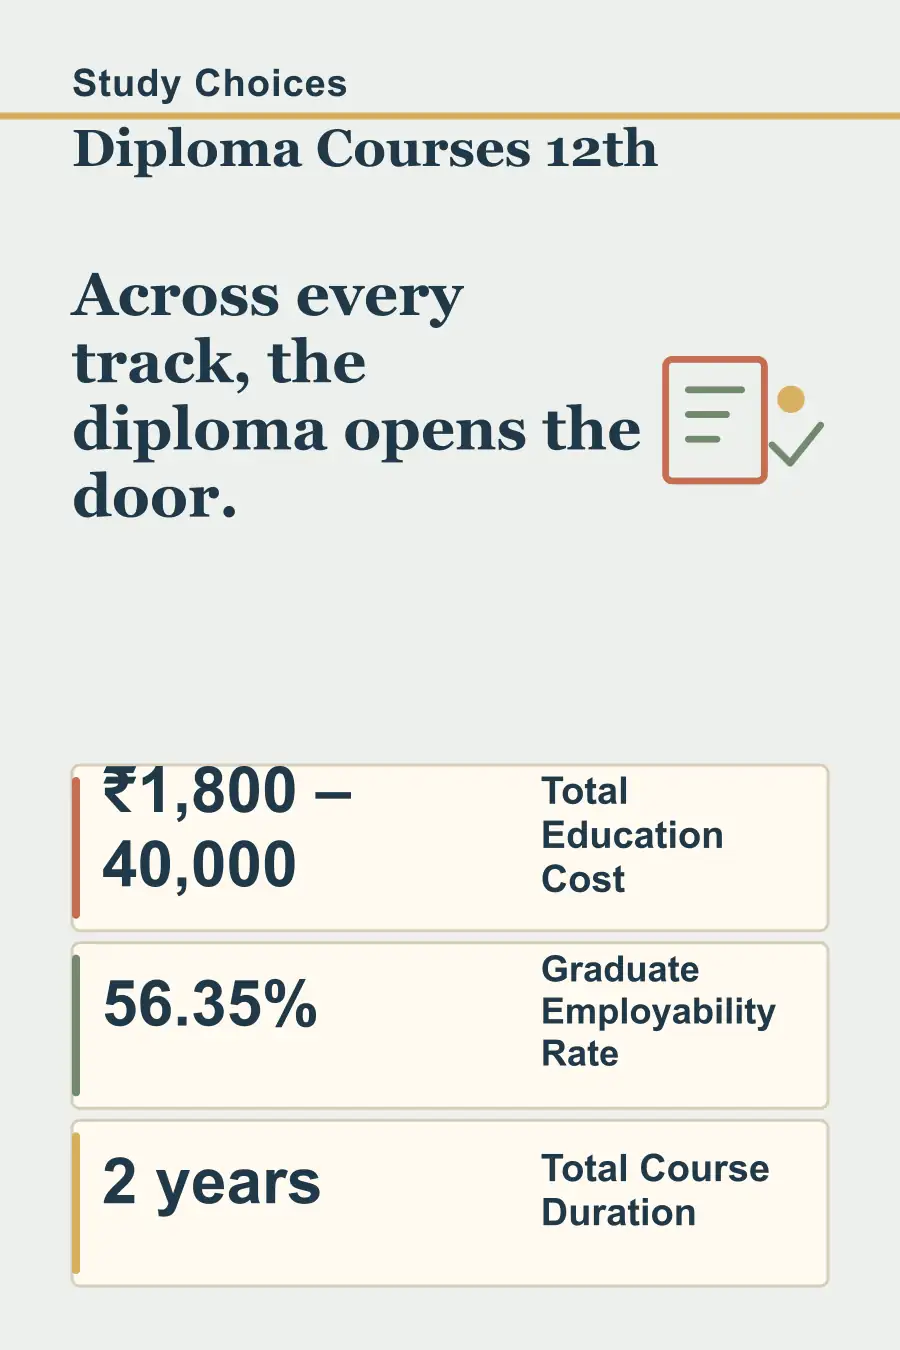 Study Choices
Diploma Courses 12th
Across every
track, the
diploma opens the
door.
₹1,800 –
40,000
Total
Education
Cost
56.35%
Graduate
Employability
Rate
2 years
Total Course
Duration